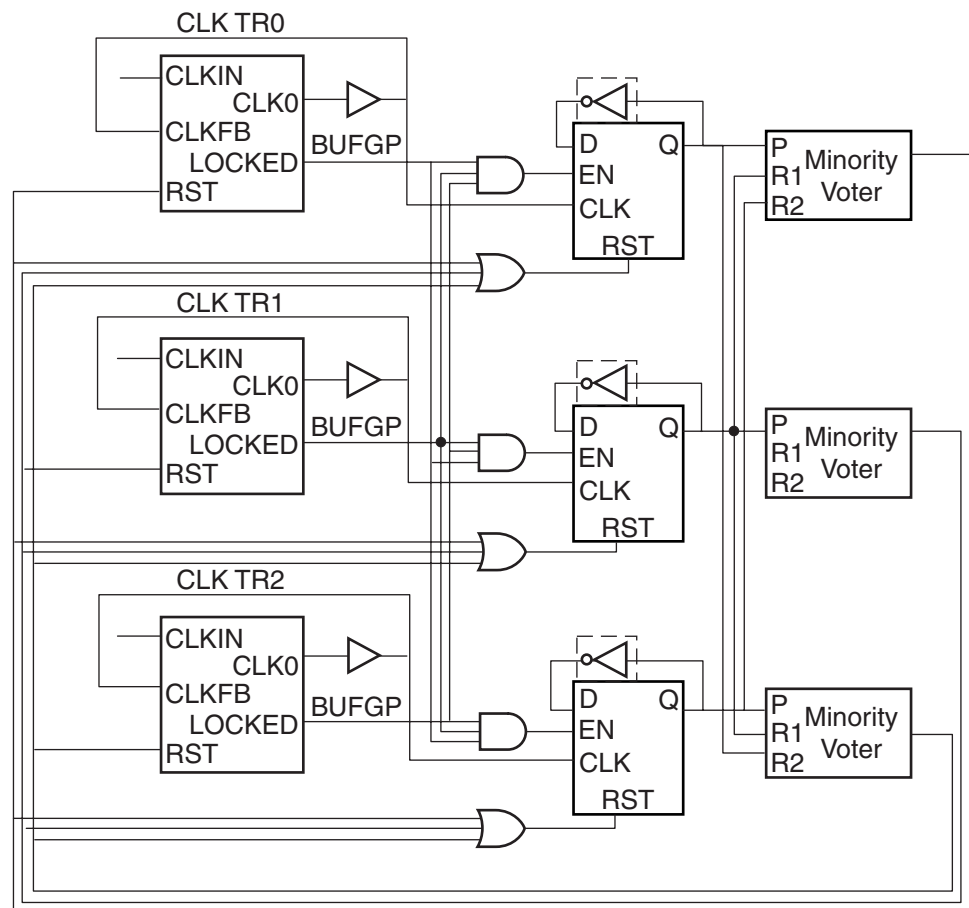 CLK TR0
CLKIN
CLK0
CLKFB
BUFGP
LOCKED
RST
D
Q
EN
CLK
RST
P
R1
R2
Minority
Voter
CLK TR1
CLKIN
CLK0
CLKFB
BUFGP
LOCKED
RST
D
Q
EN
CLK
RST
P
R1
R2
Minority
Voter
CLK TR2
CLKIN
CLK0
CLKFB
BUFGP
LOCKED
RST
D
Q
EN
CLK
RST
P
R1
R2
Minority
Voter